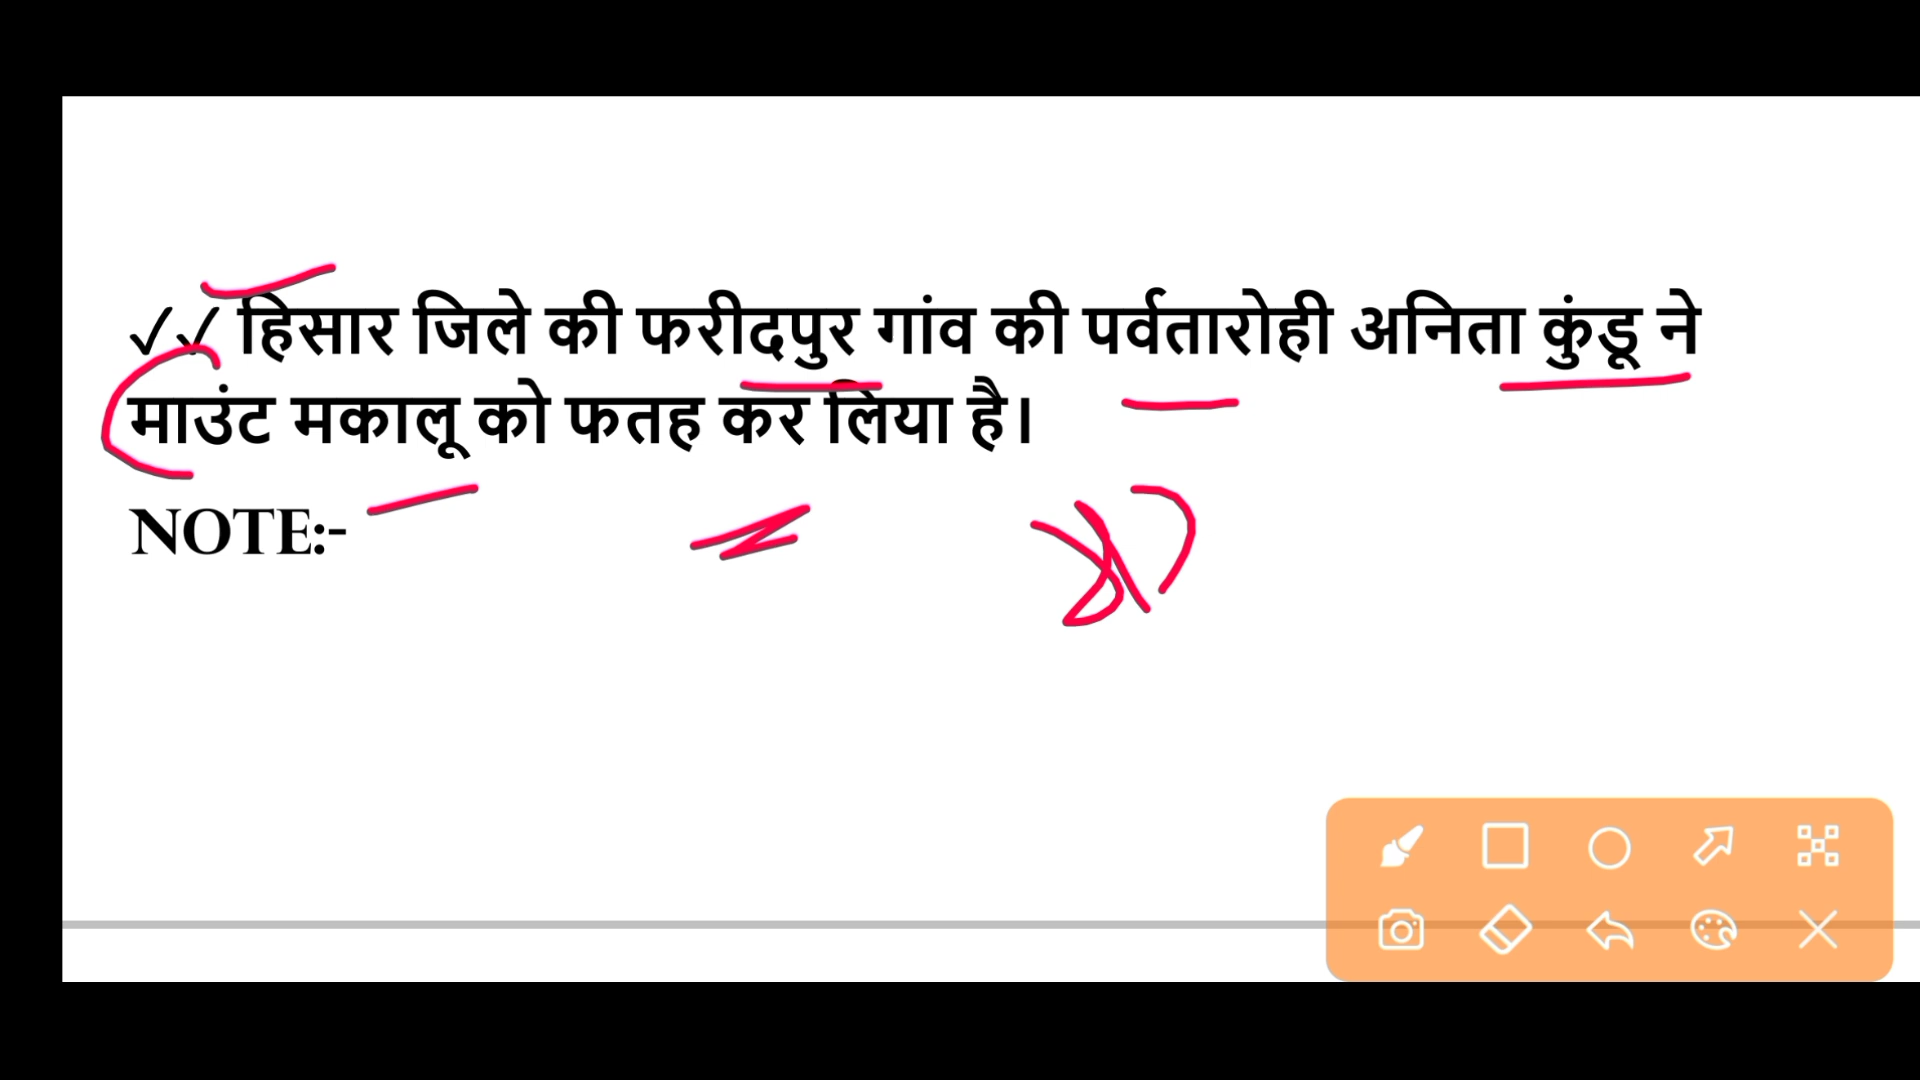 ✓✓ हिसार जिले की फरीदपुर गांव की पर्वतारोही अनिता कुंडू ने
माउंट मकालू को फतह कर लिया है।
NOTE:-